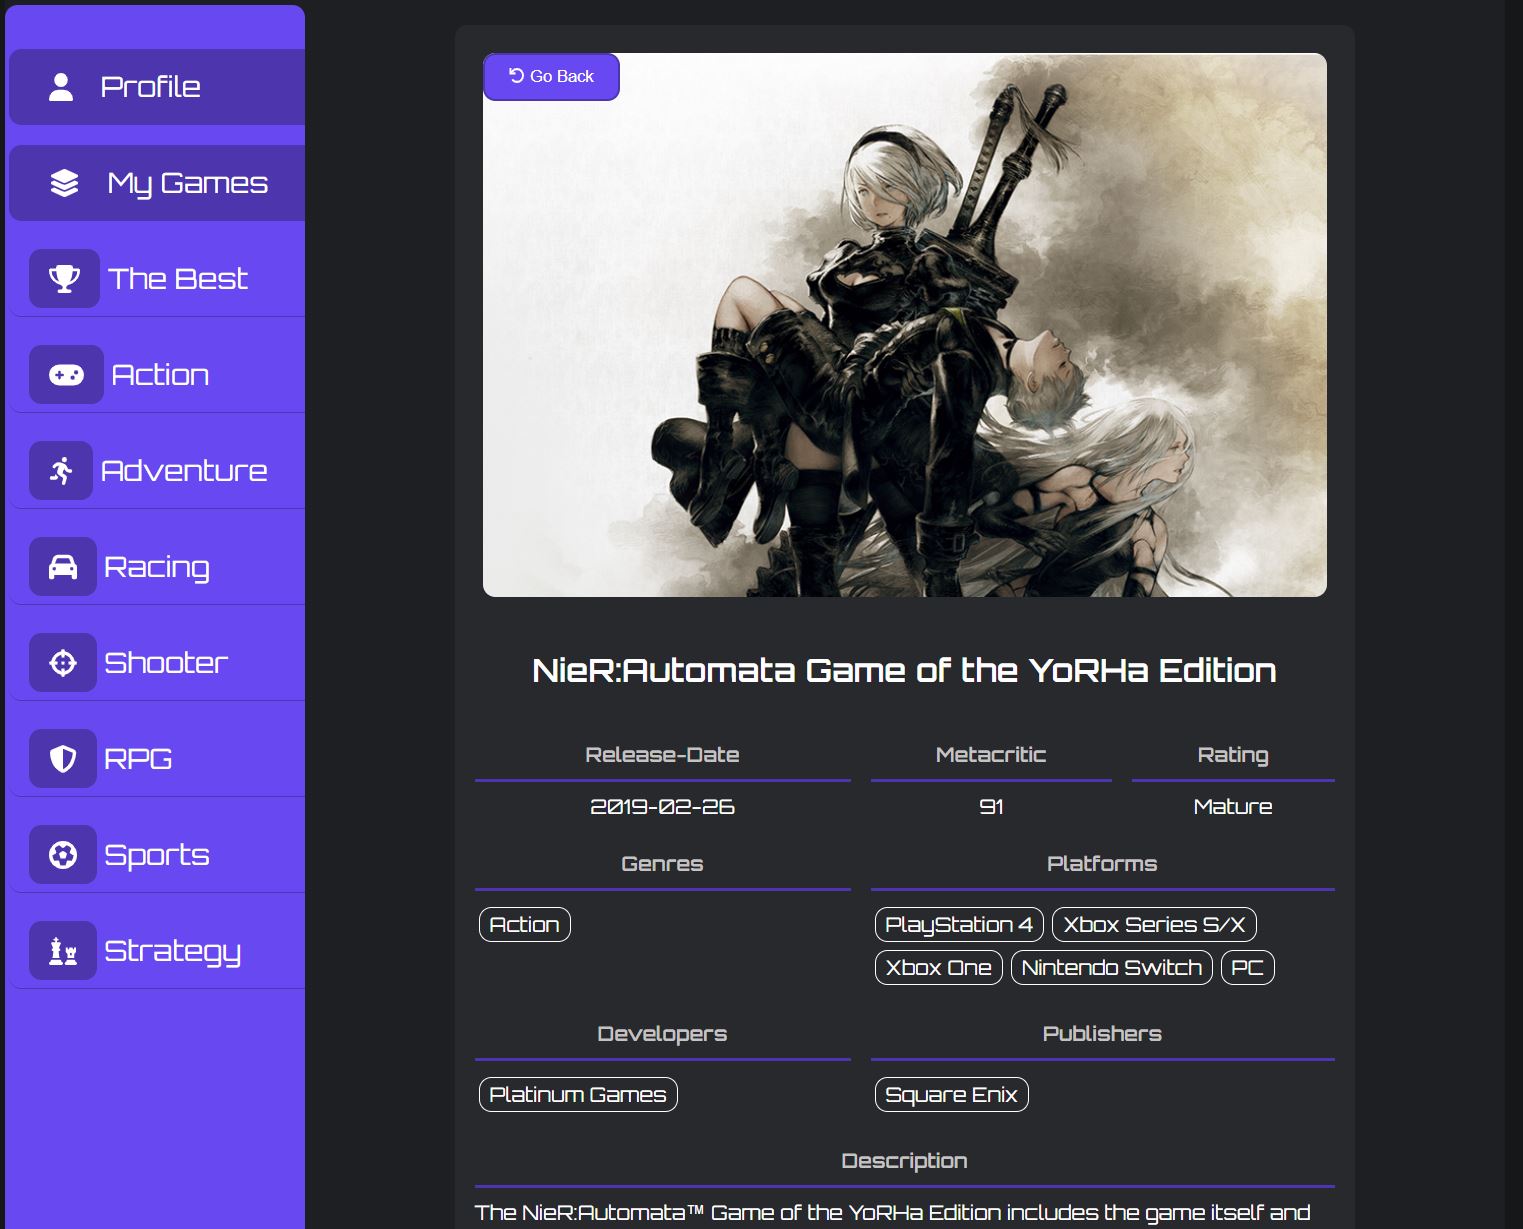 Profile
My Games
The Best
Action
Adventure
Racing
Shooter
RPG
Sports
Strategy
Go Back
NieR:Automata Game of the YoRHa Edition
Release-Date Metacritic Rating
2019-02-26 91 Mature
Genres Platforms
Action PlayStation 4 Xbox Series S/X
Xbox One Nintendo Switch PC
Developers Publishers
Platinum Games Square Enix
Description
The NieR:Automata™ Game of the YoRHa Edition includes the game itself and